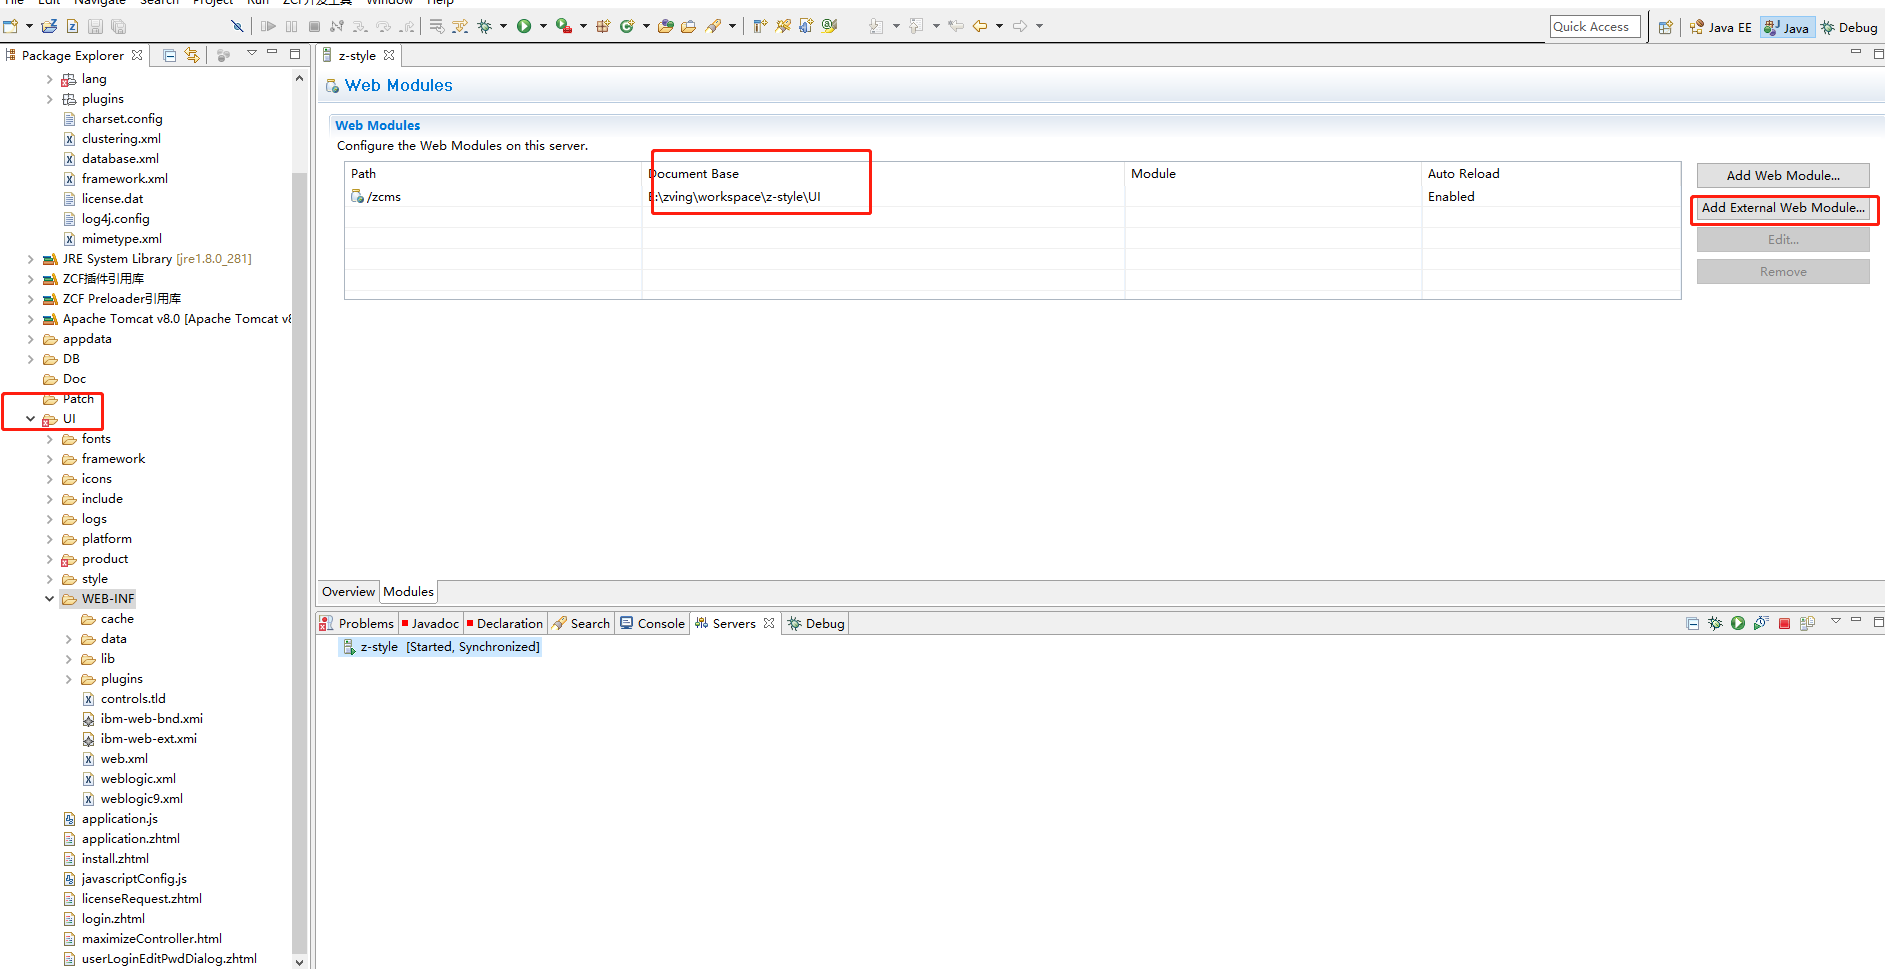 File Edit Navigate Search Project Run ZCF开发工具 Window Help
Quick Access
Java EE
Java
Debug
Package Explorer
lang
plugins
charset.config
clustering.xml
database.xml
framework.xml
license.dat
log4j.config
mimetype.xml
JRE System Library [jre1.8.0_281]
ZCF插件引用库
ZCF Preloader引用库
Apache Tomcat v8.0 [Apache Tomcat v8
appdata
DB
Doc
Patch
UI
fonts
framework
icons
include
logs
platform
product
style
WEB-INF
cache
data
lib
plugins
controls.tld
ibm-web-bnd.xmi
ibm-web-ext.xmi
web.xml
weblogic.xml
weblogic9.xml
application.js
application.zhtml
install.zhtml
javascriptConfig.js
licenseRequest.zhtml
login.zhtml
maximizeController.html
userLoginEditPwdDialog.zhtml
z-style
Web Modules
Web Modules
Configure the Web Modules on this server.
Path Document Base Module Auto Reload
/zcms E:\zving\workspace\z-style\UI Enabled
Add Web Module...
Add External Web Module...
Edit...
Remove
Overview Modules
Problems Javadoc Declaration Search Console Servers Debug
z-style [Started, Synchronized]